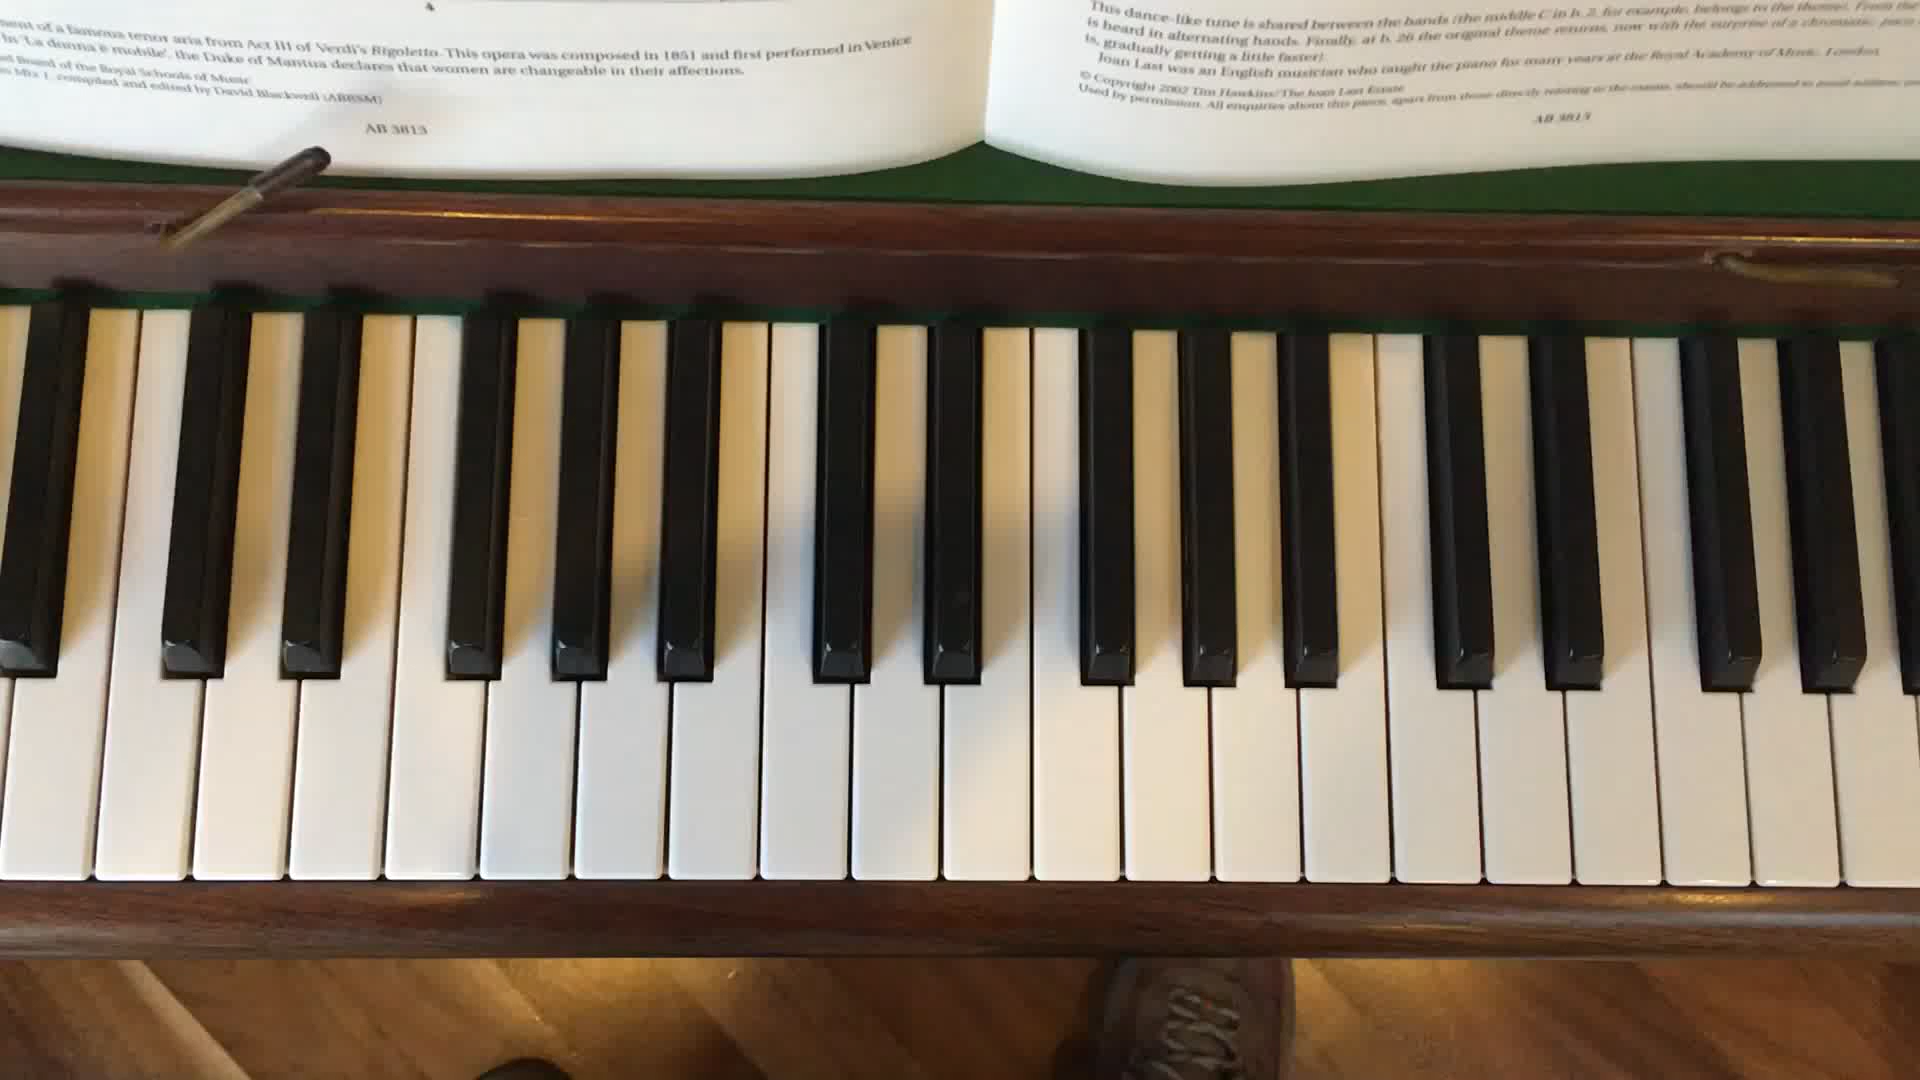 4
ment of a famous tenor aria from Act III of Verdi's Rigoletto. This opera was composed in 1851 and first performed in Venice
In 'La donna è mobile', the Duke of Mantua declares that women are changeable in their affections.
Board of the Royal Schools of Music
Mix 1, compiled and edited by David Blackwell (ABRSM)
AB 3813
This dance-like tune is shared between the hands (the middle C in b. 2, for example, belongs to the theme). From the
is heard in alternating hands. Finally, at b. 26 the original theme returns, now with the surprise of a chromatic
is, gradually getting a little faster).
Joan Last was an English musician who taught the piano for many years at the Royal Academy of Music, London.
© Copyright 2002 Tim Hawkins/The Joan Last Estate
Used by permission. All enquiries about this piece, apart from those directly relating to the exams, should be addressed to
AB 3813